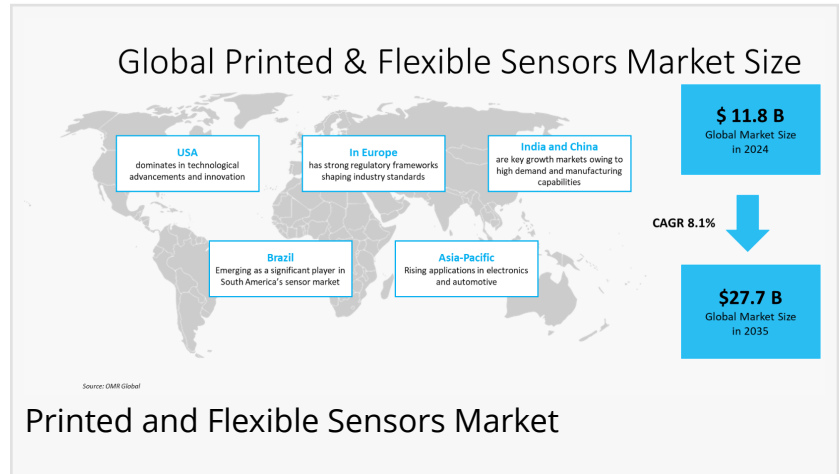 Global Printed & Flexible Sensors Market Size
USA
dominates in technological
advancements and innovation
In Europe
has strong regulatory frameworks
shaping industry standards
India and China
are key growth markets owing to
high demand and manufacturing
capabilities
Brazil
Emerging as a significant player in
South America's sensor market
Asia-Pacific
Rising applications in electronics
and automotive
$ 11.8 B
Global Market Size
in 2024
CAGR 8.1%
$27.7 B
Global Market Size
in 2035
Source: OMR Global
Printed and Flexible Sensors Market